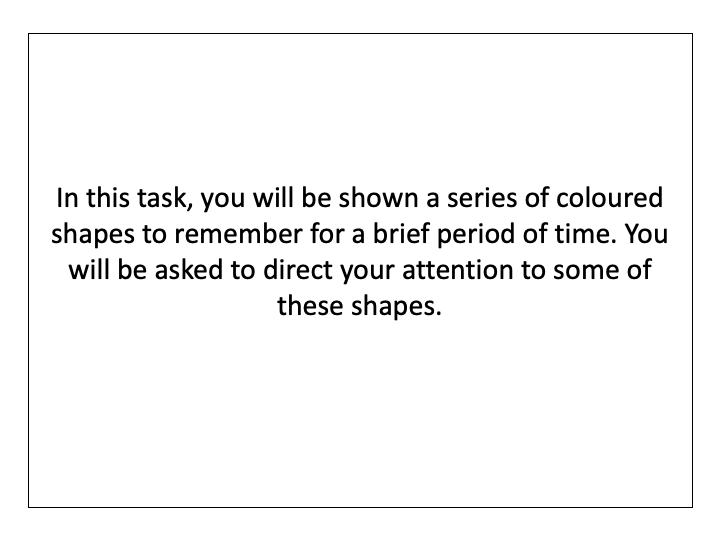 In this task, you will be shown a series of coloured
shapes to remember for a brief period of time. You
will be asked to direct your attention to some of
these shapes.